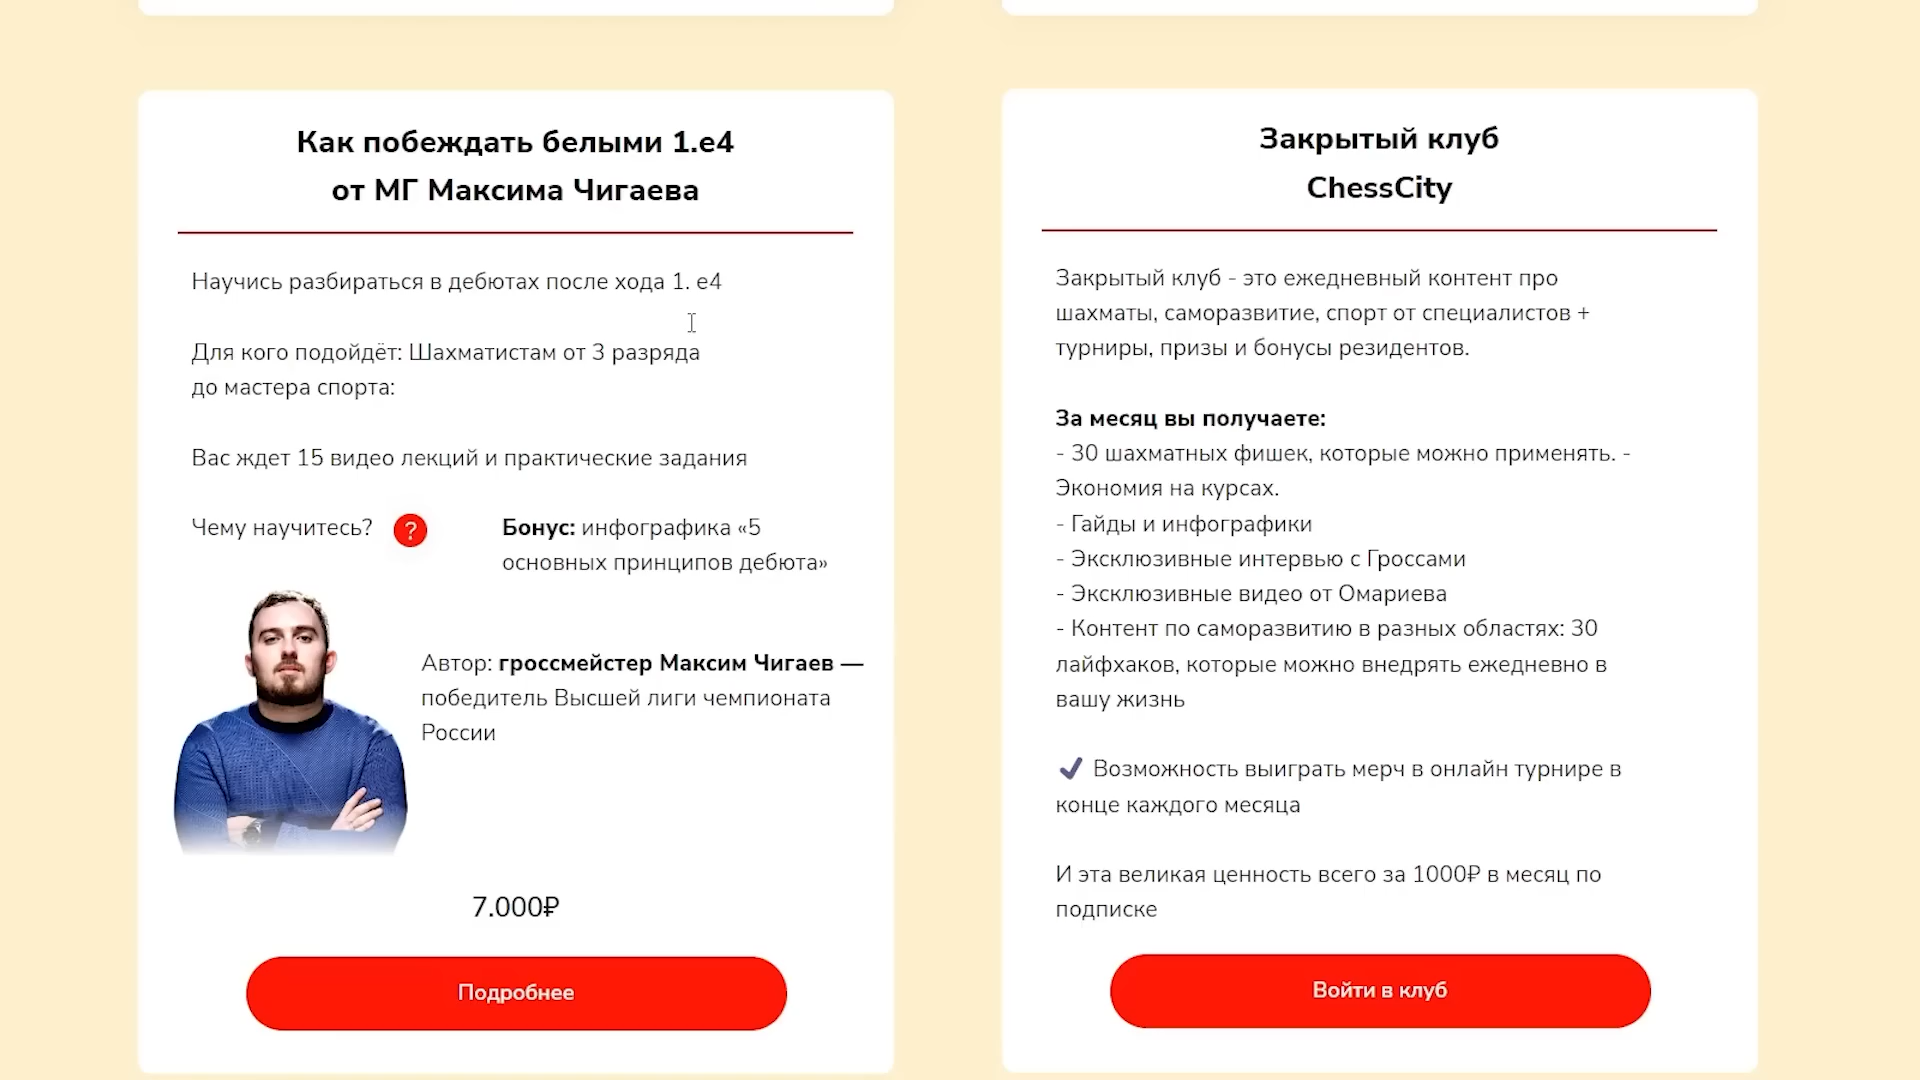 Как побеждать белыми 1.e4
от МГ Максима Чигаева
Научись разбираться в дебютах после хода 1. e4
Для кого подойдёт: Шахматистам от 3 разряда
до мастера спорта:
Вас ждет 15 видео лекций и практические задания
Чему научитесь? ?
Бонус: инфографика «5
основных принципов дебюта»
Автор: гроссмейстер Максим Чигаев —
победитель Высшей лиги чемпионата
России
7.000₽
Подробнее
Закрытый клуб
ChessCity
Закрытый клуб - это ежедневный контент про
шахматы, саморазвитие, спорт от специалистов +
турниры, призы и бонусы резидентов.
За месяц вы получаете:
- 30 шахматных фишек, которые можно применять. -
Экономия на курсах.
- Гайды и инфографики
- Эксклюзивные интервью с Гроссами
- Эксклюзивные видео от Омариева
- Контент по саморазвитию в разных областях: 30
лайфхаков, которые можно внедрять ежедневно в
вашу жизнь
✔ Возможность выиграть мерч в онлайн турнире в
конце каждого месяца
И эта великая ценность всего за 1000₽ в месяц по
подписке
Войти в клуб